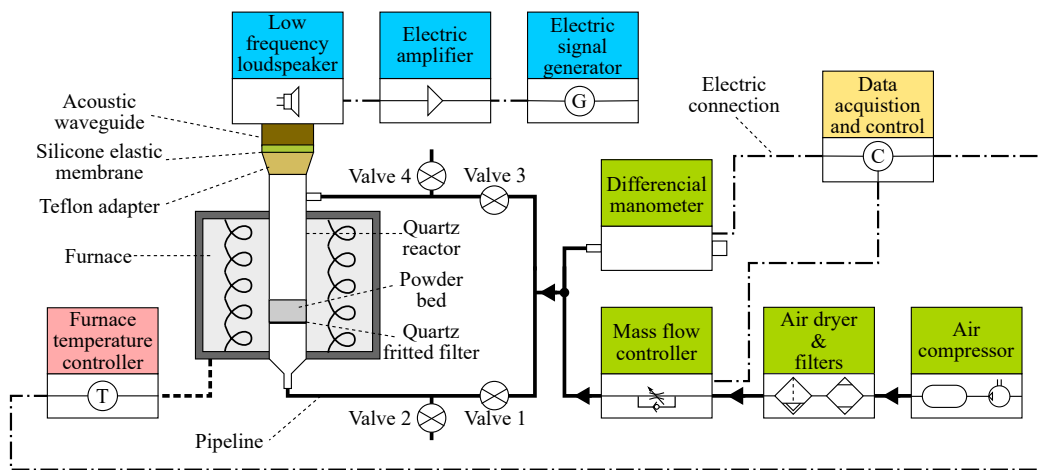 Low
frequency
loudspeaker
Electric
amplifier
Electric
signal
generator
G
Acoustic
waveguide
Silicone elastic
membrane
Teflon adapter
Electric
connection
Data
acquistion
and control
C
Valve 4
Valve 3
Differencial
manometer
Furnace
Quartz
reactor
Powder
bed
Quartz
fritted filter
Furnace
temperature
controller
T
Mass flow
controller
Air dryer
&
filters
Air
compressor
Valve 2
Valve 1
Pipeline